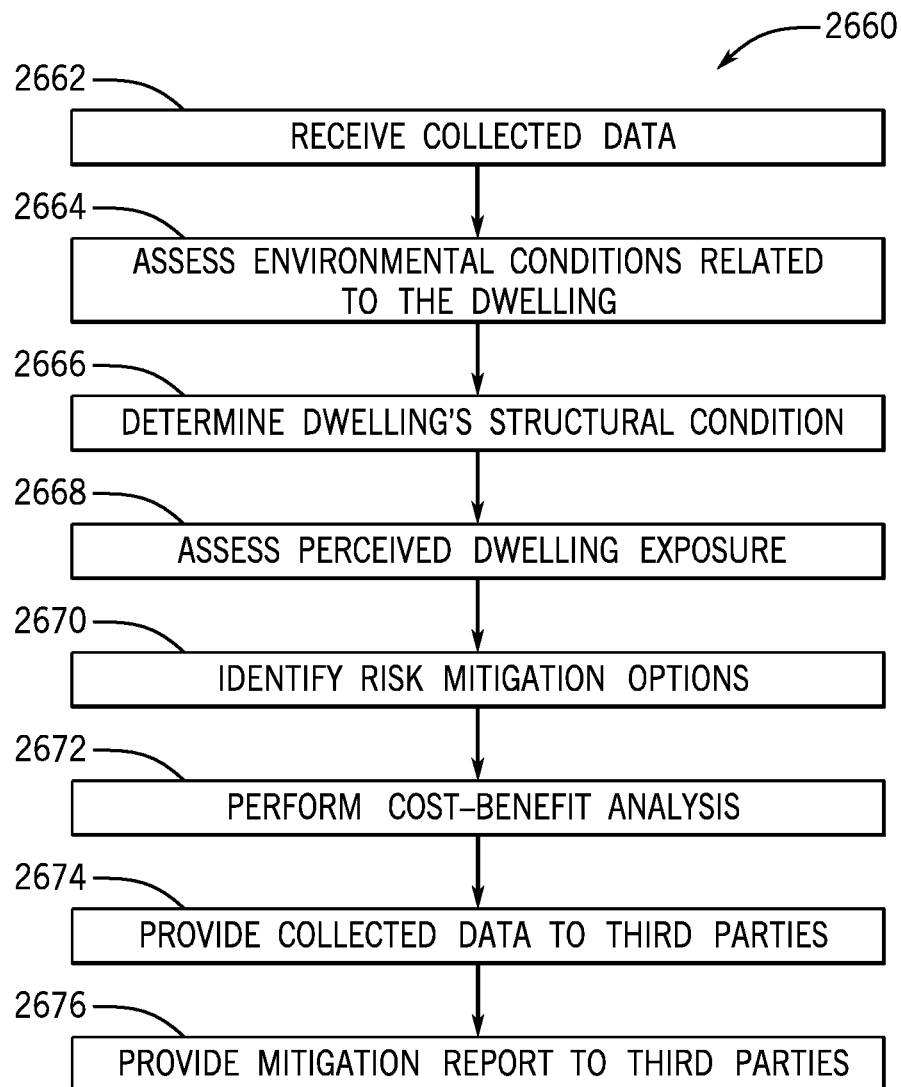 2660
2662
RECEIVE COLLECTED DATA
2664
ASSESS ENVIRONMENTAL CONDITIONS RELATED
TO THE DWELLING
2666
DETERMINE DWELLING'S STRUCTURAL CONDITION
2668
ASSESS PERCEIVED DWELLING EXPOSURE
2670
IDENTIFY RISK MITIGATION OPTIONS
2672
PERFORM COST–BENEFIT ANALYSIS
2674
PROVIDE COLLECTED DATA TO THIRD PARTIES
2676
PROVIDE MITIGATION REPORT TO THIRD PARTIES